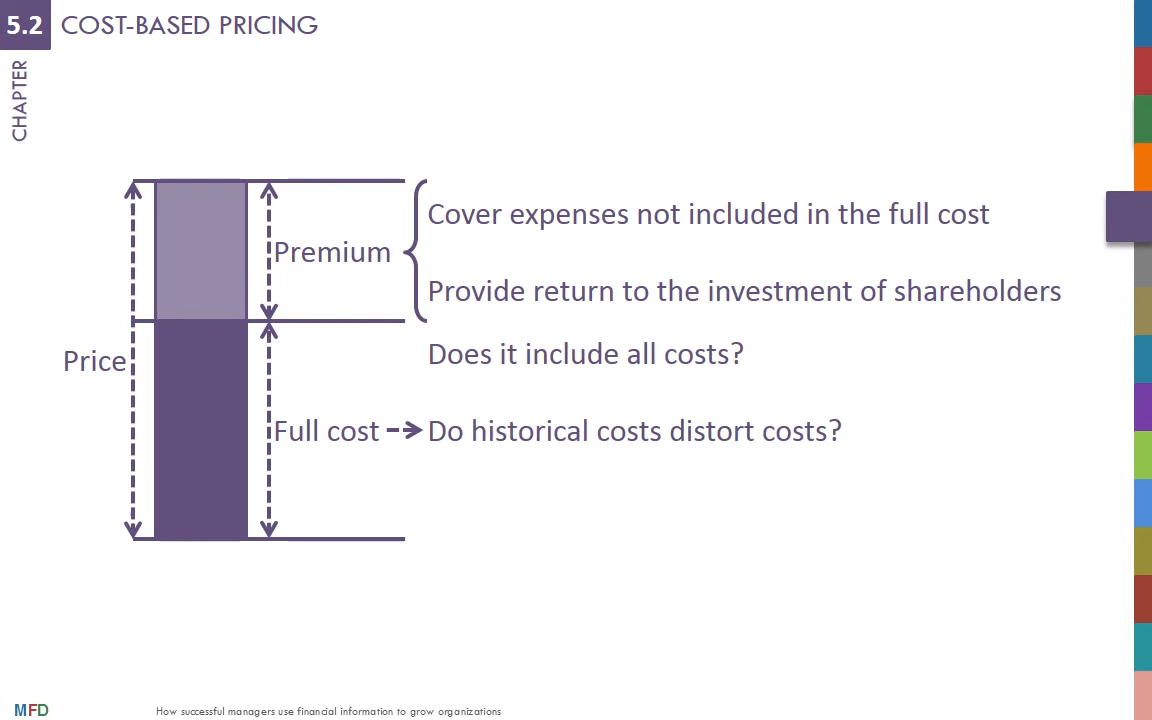 5.2 COST-BASED PRICING
CHAPTER
Cover expenses not included in the full cost
Premium
Provide return to the investment of shareholders
Does it include all costs?
Price
Full cost
Do historical costs distort costs?
MFD
How successful managers use financial information to grow organizations